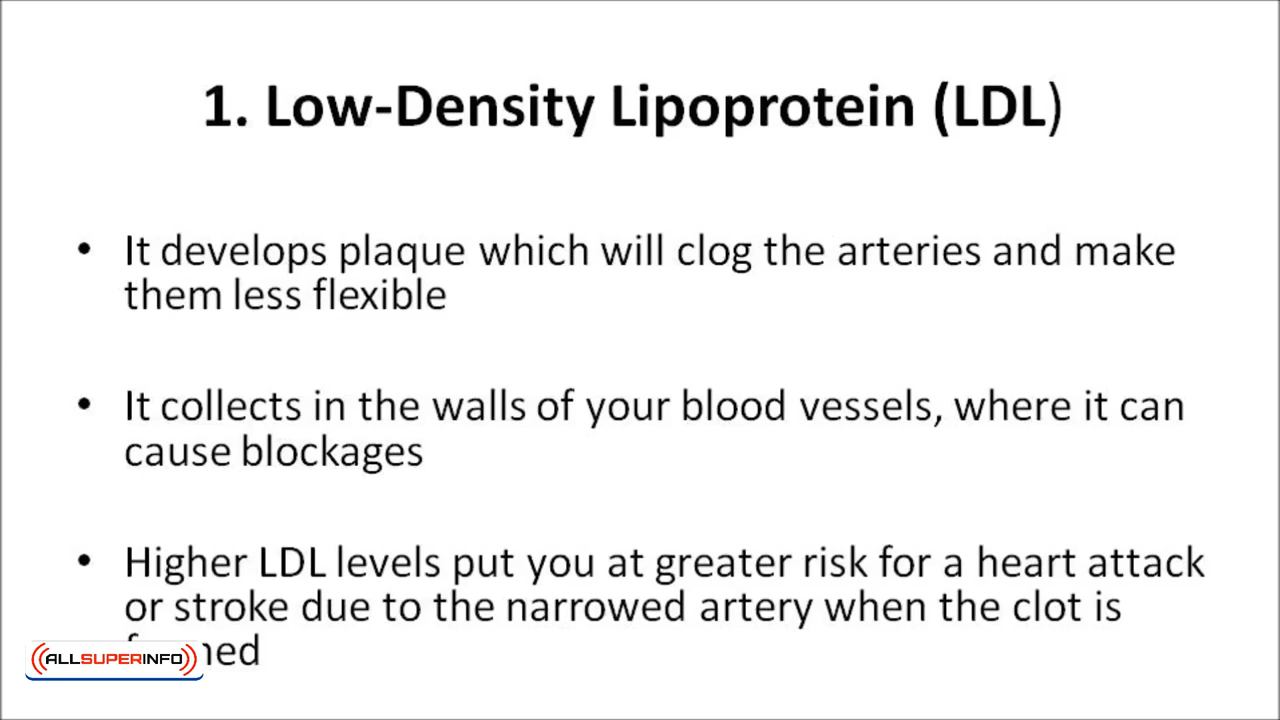 1. Low-Density Lipoprotein (LDL)
• It develops plaque which will clog the arteries and make
them less flexible
• It collects in the walls of your blood vessels, where it can
cause blockages
• Higher LDL levels put you at greater risk for a heart attack
or stroke due to the narrowed artery when the clot is
ALLSUPERINFO